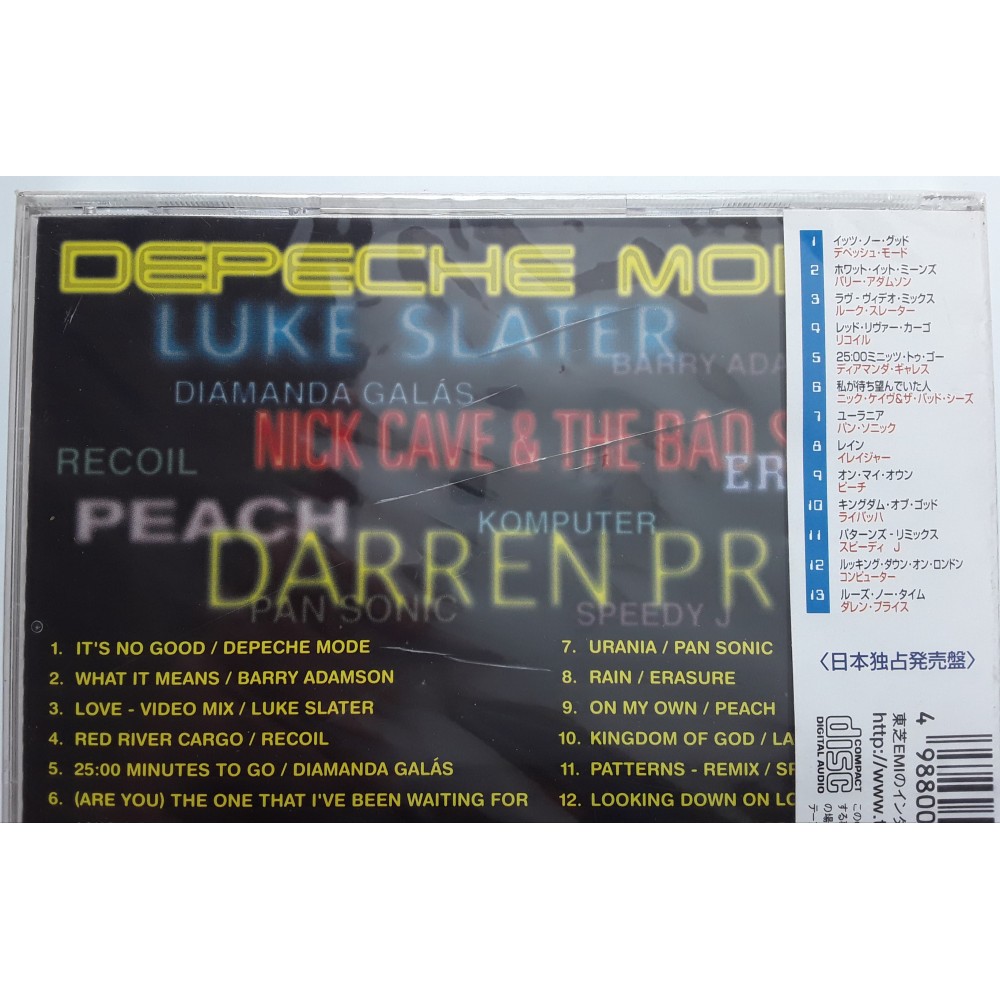 DEPECHE MO
LUKE SLATER
BARRY ADA
DIAMANDA GALÁS
NICK CAVE & THE BAD S
RECOIL
ER
PEACH
KOMPUTER
DARREN PR
PAN SONIC
SPEEDY J
1. IT'S NO GOOD / DEPECHE MODE
2. WHAT IT MEANS / BARRY ADAMSON
3. LOVE - VIDEO MIX / LUKE SLATER
4. RED RIVER CARGO / RECOIL
5. 25:00 MINUTES TO GO / DIAMANDA GALÁS
6. (ARE YOU) THE ONE THAT I'VE BEEN WAITING FOR
7. URANIA / PAN SONIC
8. RAIN / ERASURE
9. ON MY OWN / PEACH
10. KINGDOM OF GOD / LA
11. PATTERNS - REMIX / SP
12. LOOKING DOWN ON LO
1 イッツ・ノー・グッド
デペッシュ・モード
2 ホワット・イット・ミーンズ
バリー・アダムソン
3 ラヴ - ヴィデオ・ミックス
ルーク・スレーター
4 レッド・リヴァー・カーゴ
リコイル
5 25:00ミニッツ・トゥ・ゴー
ディアマンダ・ギャレス
6 私が待ち望んでいた人
ニック・ケイヴ&ザ・バッド・シーズ
7 ユーラニア
パン・ソニック
8 レイン
イレイジャー
9 オン・マイ・オウン
ピーチ
10 キングダム・オブ・ゴッド
ライバッハ
11 パターンズ - リミックス
スピーディ J
12 ルッキング・ダウン・オン・ロンドン
コンピューター
13 ルーズ・ノー・タイム
ダレン・プライス
〈日本独占発売盤〉
COMPACT
disc
DIGITAL AUDIO
東芝EMIのインタ
http://www.
4 98800